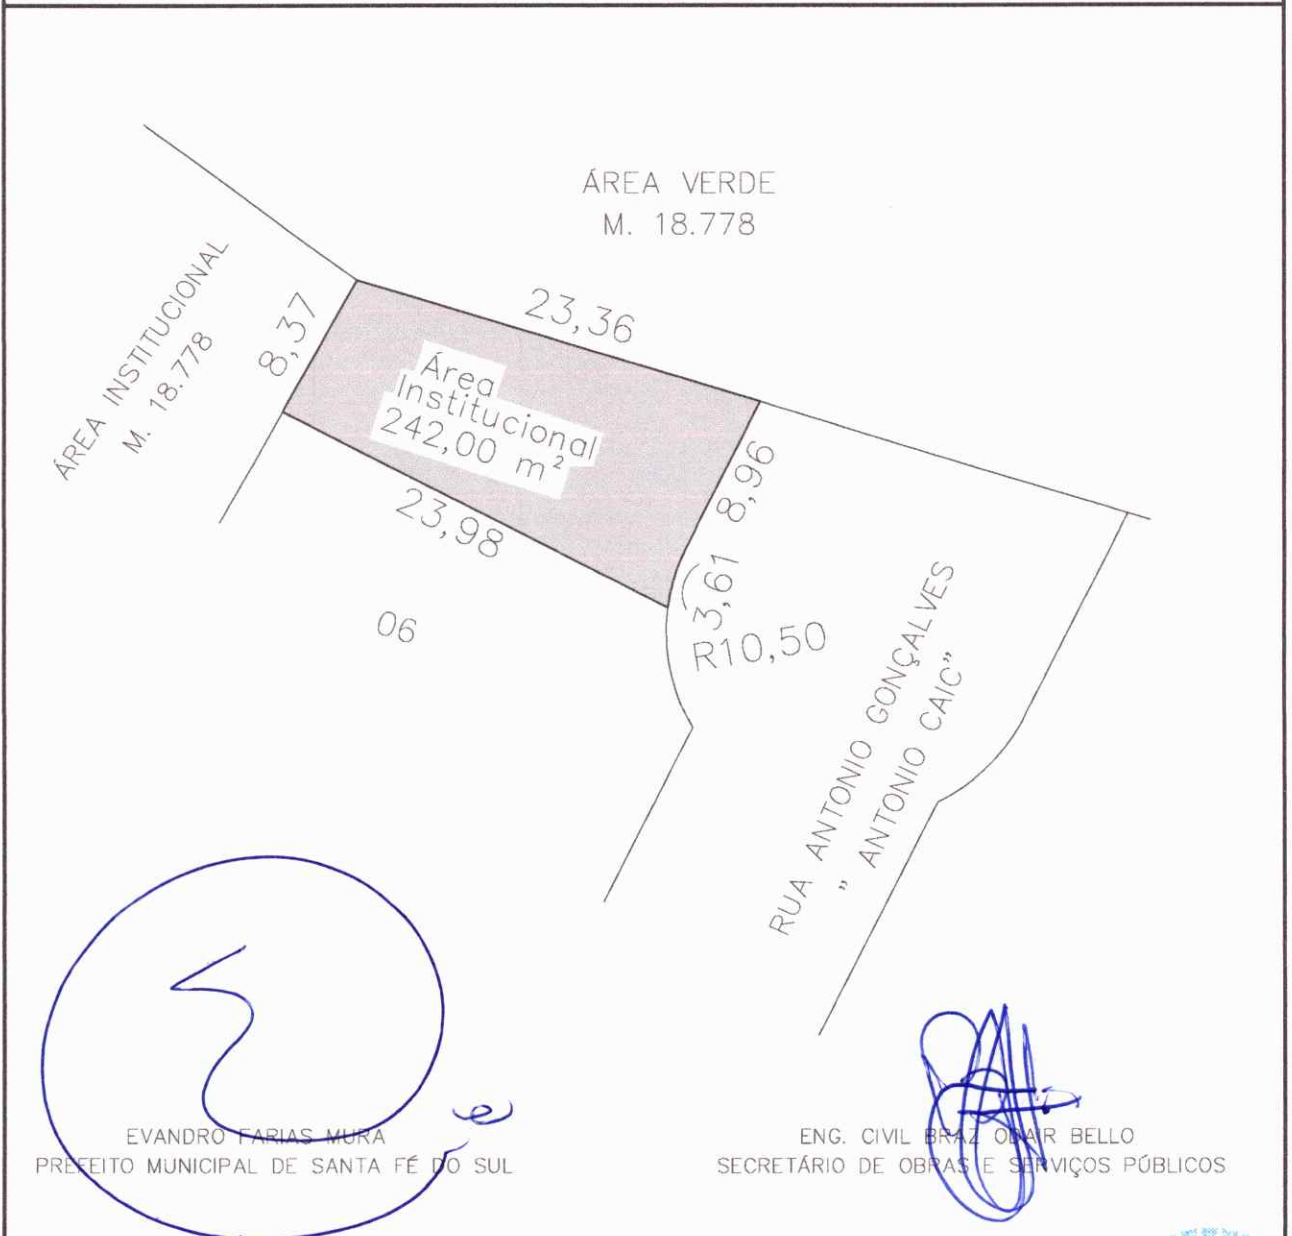 ÁREA VERDE
M. 18.778
ÁREA INSTITUCIONAL
M. 18.778
8,37
23,36
Área
Institucional
242,00 m²
8,96
23,98
3,61
R10,50
06
RUA ANTONIO GONÇALVES
" ANTONIO CAIC"
EVANDRO FARIAS MURA
PREFEITO MUNICIPAL DE SANTA FÉ DO SUL
ENG. CIVIL BRAZ ODAIR BELLO
SECRETÁRIO DE OBRAS E SERVIÇOS PÚBLICOS